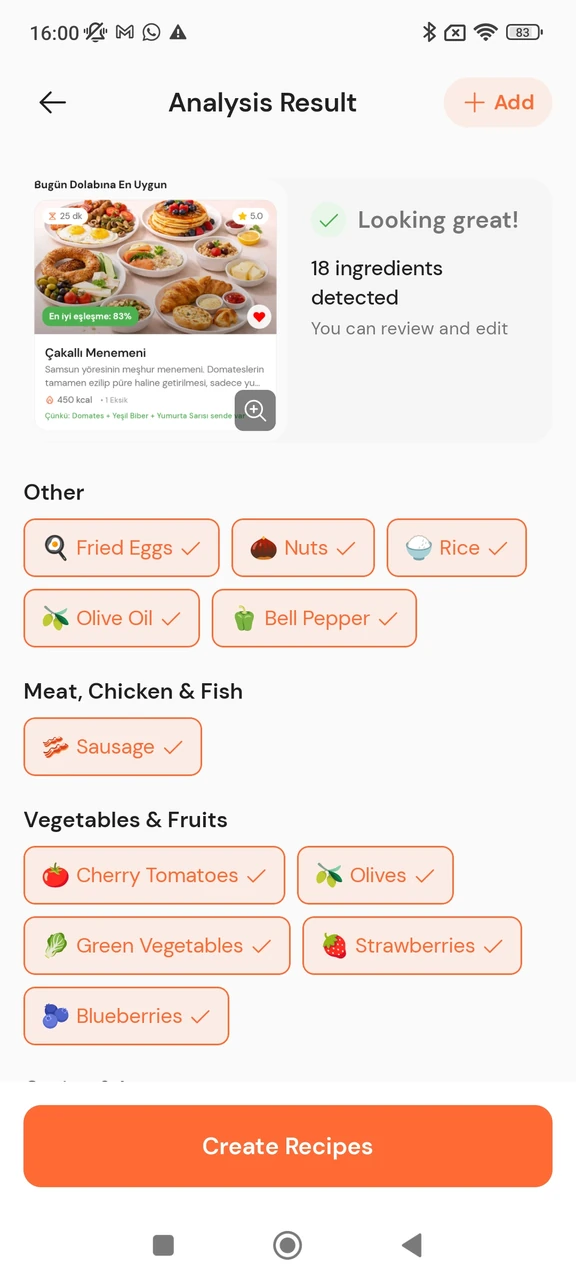 16:00
83
Analysis Result
Add
Bugün Dolabına En Uygun
25 dk
5.0
En iyi eşleşme: 83%
Çakallı Menemeni
Samsun yöresinin meşhur menemeni. Domateslerin
tamamen ezilip püre haline getirilmesi, sadece yu...
450 kcal • 1 Eksik
Çünkü: Domates + Yeşil Biber + Yumurta Sarısı sende
Looking great!
18 ingredients
detected
You can review and edit
Other
Fried Eggs
Nuts
Rice
Olive Oil
Bell Pepper
Meat, Chicken & Fish
Sausage
Vegetables & Fruits
Cherry Tomatoes
Olives
Green Vegetables
Strawberries
Blueberries
Create Recipes